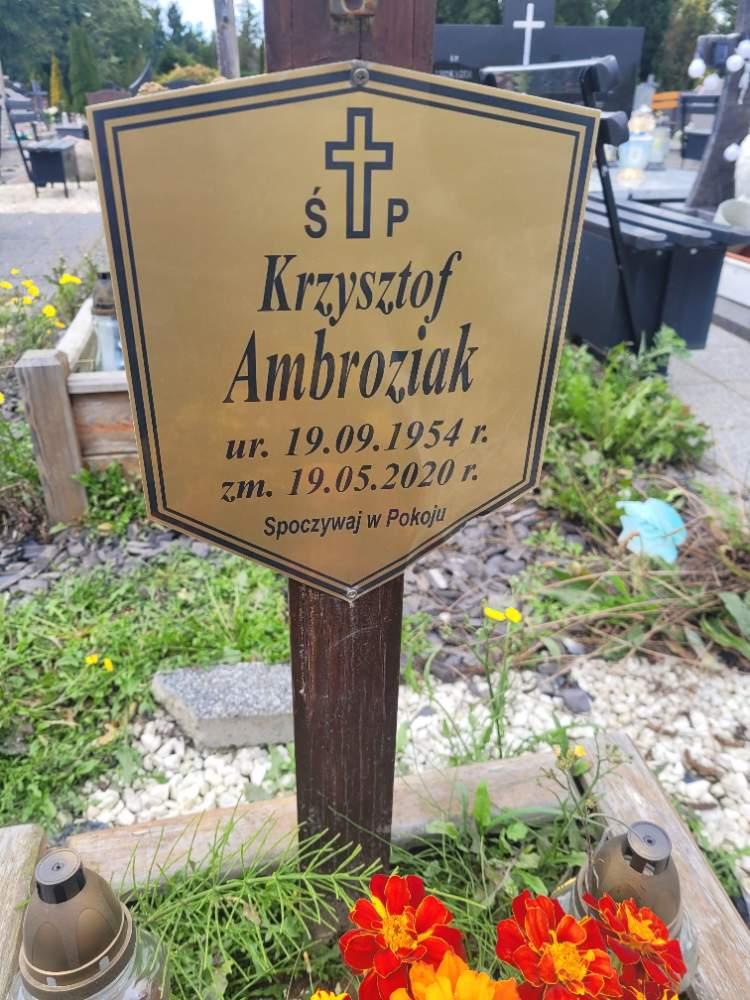 Ś P
Krzysztof
Ambroziak
ur. 19.09.1954 r.
zm. 19.05.2020 r.
Spoczywaj w Pokoju